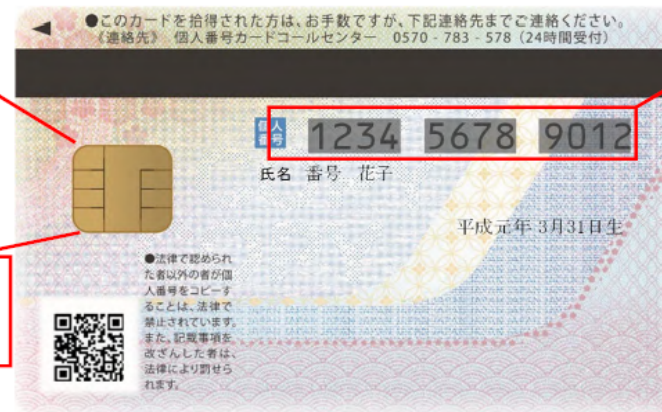 ●このカードを拾得された方は、お手数ですが、下記連絡先までご連絡ください。
《連絡先》 個人番号カードコールセンター 0570-783-578（24時間受付）
個人番号 1234 5678 9012
氏名 番号 花子
平成元年 3月31日生
●法律で認められ
た者以外の者が個
人番号をコピーす
ることは、法律で
禁止されています。
また、記載事項を
改ざんした者は、
法律により罰せら
れます。